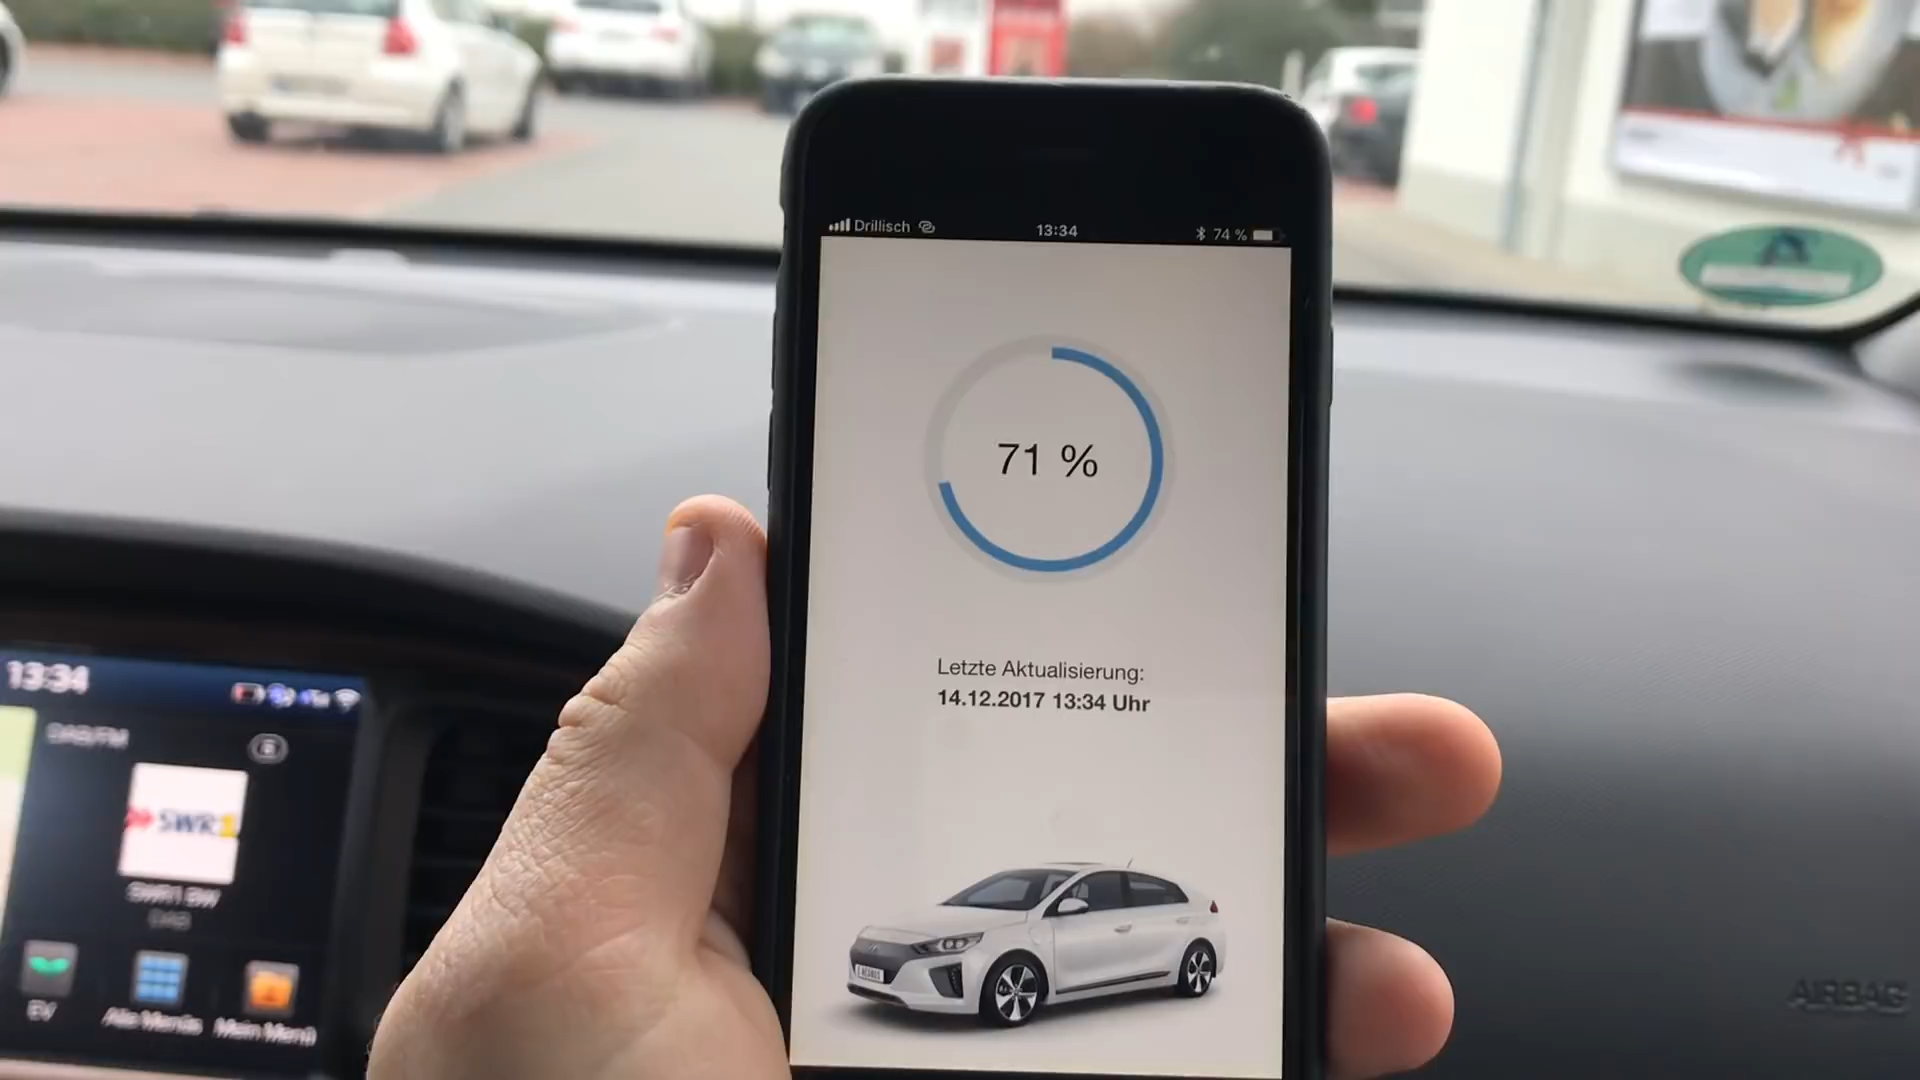 Drillisch 13:34 74 %
71 %
Letzte Aktualisierung:
14.12.2017 13:34 Uhr
13:34
DAB/FM
SWR1
SWR1 BW
DAB
EV
Alle Menüs
Mein Menü
AIRBAG